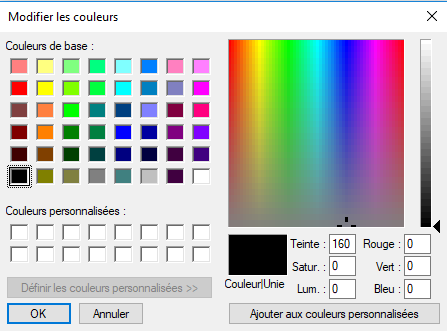 Modifier les couleurs
Couleurs de base :
Couleurs personnalisées :
Définir les couleurs personnalisées >>
OK
Annuler
Couleur|Unie
Teinte : 160
Satur. : 0
Lum. : 0
Rouge : 0
Vert : 0
Bleu : 0
Ajouter aux couleurs personnalisées